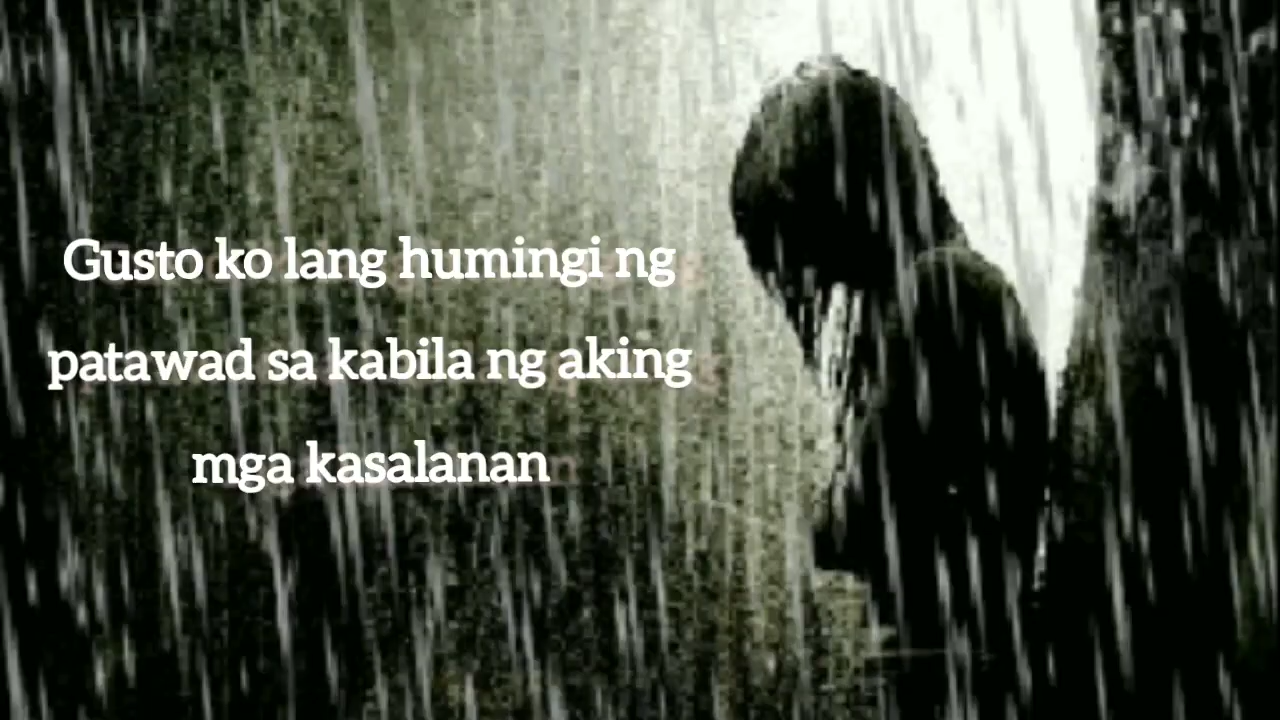 Gusto ko lang humingi ng
patawad sa kabila ng aking
mga kasalanan